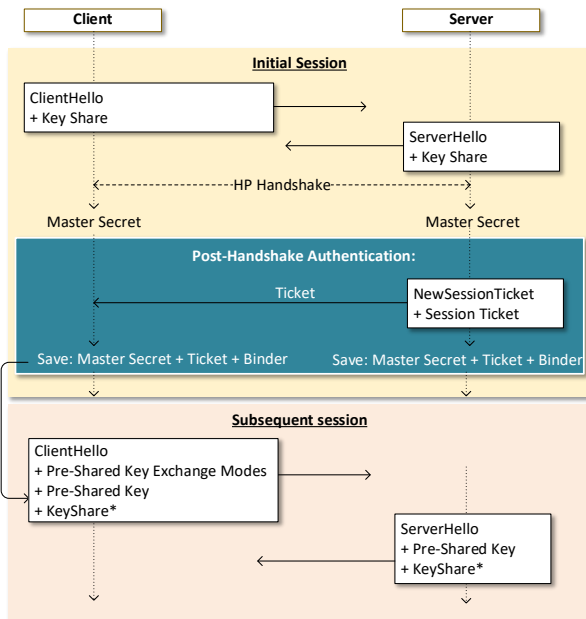 Client
Server
Initial Session
ClientHello
+ Key Share
ServerHello
+ Key Share
HP Handshake
Master Secret
Master Secret
Post-Handshake Authentication:
Ticket
NewSessionTicket
+ Session Ticket
Save: Master Secret + Ticket + Binder
Save: Master Secret + Ticket + Binder
Subsequent session
ClientHello
+ Pre-Shared Key Exchange Modes
+ Pre-Shared Key
+ KeyShare*
ServerHello
+ Pre-Shared Key
+ KeyShare*